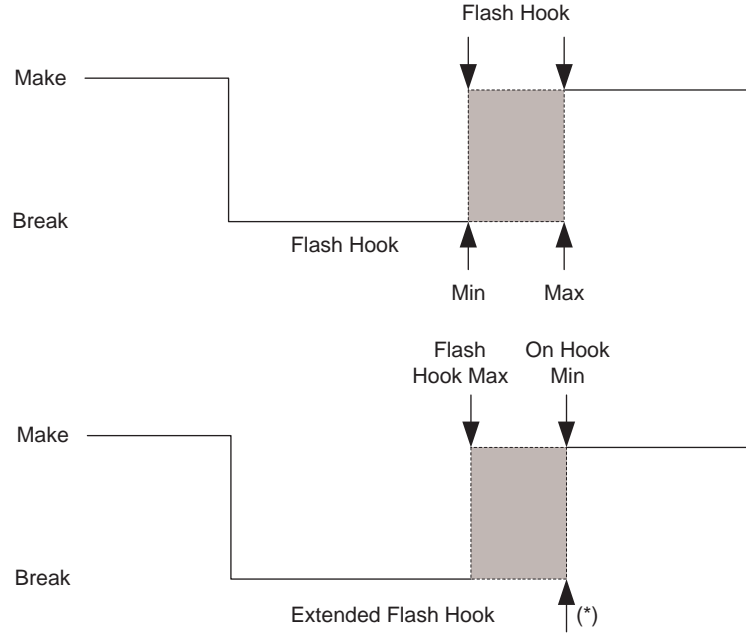 Flash Hook
Make
Break
Flash Hook
Min
Max
Flash
Hook Max
On Hook
Min
Make
Break
Extended Flash Hook
(*)